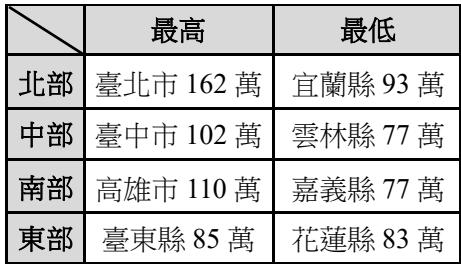 最高 最低
北部 臺北市 162 萬 宜蘭縣 93 萬
中部 臺中市 102 萬 雲林縣 77 萬
南部 高雄市 110 萬 嘉義縣 77 萬
東部 臺東縣 85 萬 花蓮縣 83 萬